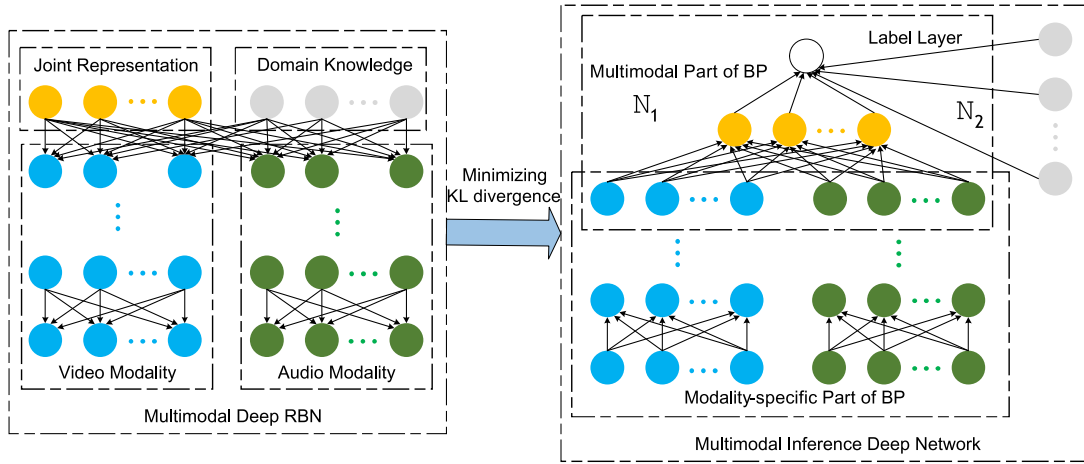 Joint Representation
Domain Knowledge
Video Modality
Audio Modality
Multimodal Deep RBN
Minimizing
KL divergence
Label Layer
Multimodal Part of BP
ℕ1
ℕ2
Modality-specific Part of BP
Multimodal Inference Deep Network